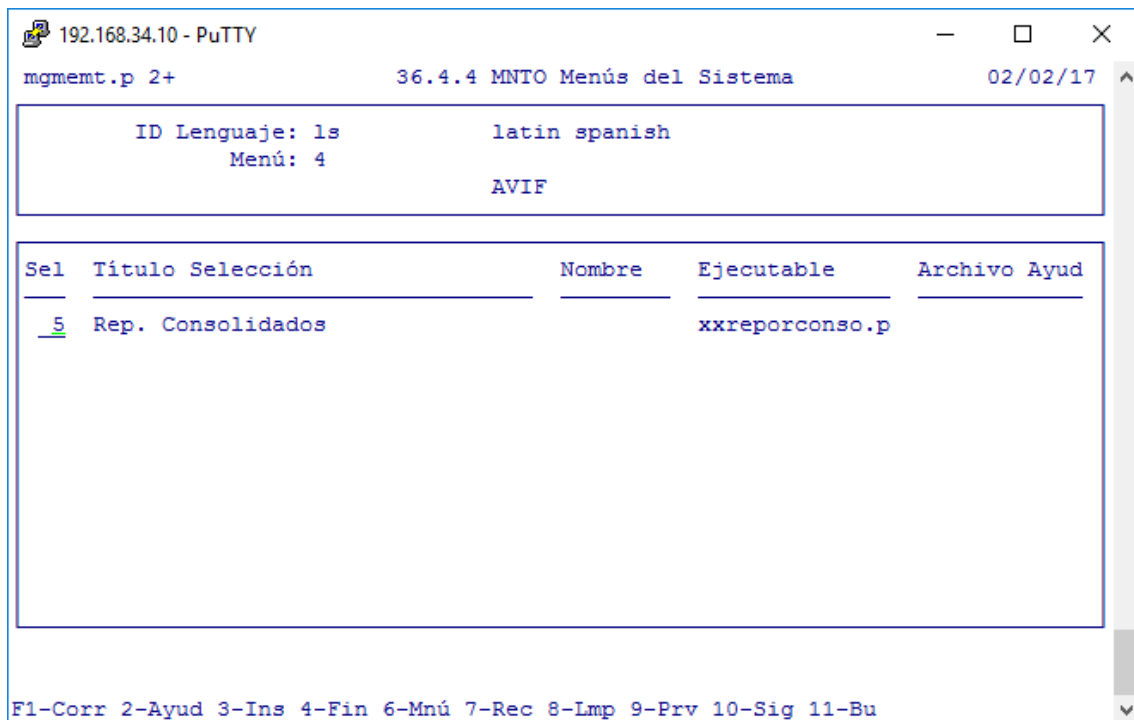 192.168.34.10 - PuTTY
mgmemt.p 2+ 36.4.4 MNTO Menús del Sistema 02/02/17
ID Lenguaje: ls latin spanish
Menú: 4
AVIF
Sel Título Selección Nombre Ejecutable Archivo Ayud
5 Rep. Consolidados xxreporconso.p
F1-Corr 2-Ayud 3-Ins 4-Fin 6-Mnú 7-Rec 8-Lmp 9-Prv 10-Sig 11-Bu